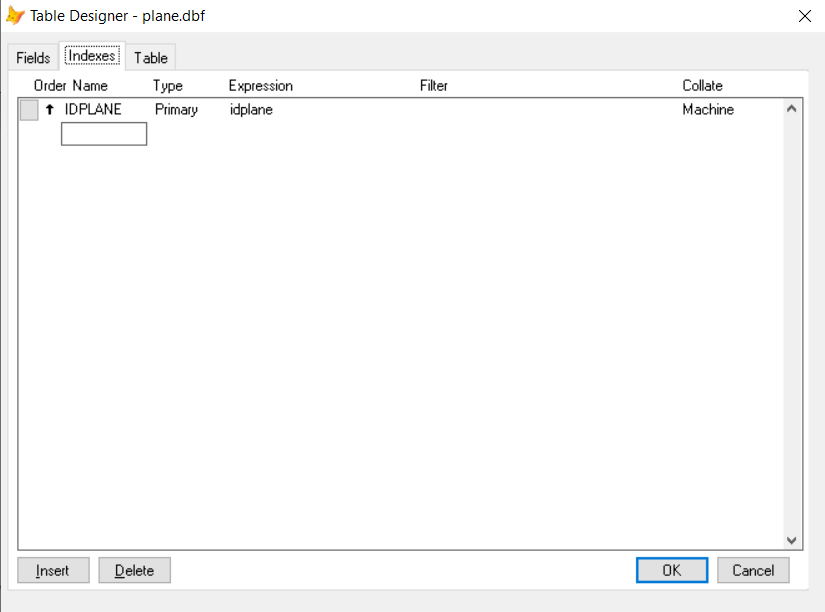 Table Designer - plane.dbf
Fields Indexes Table
Order Name Type Expression Filter Collate
IDPLANE Primary idplane Machine
Insert Delete OK Cancel